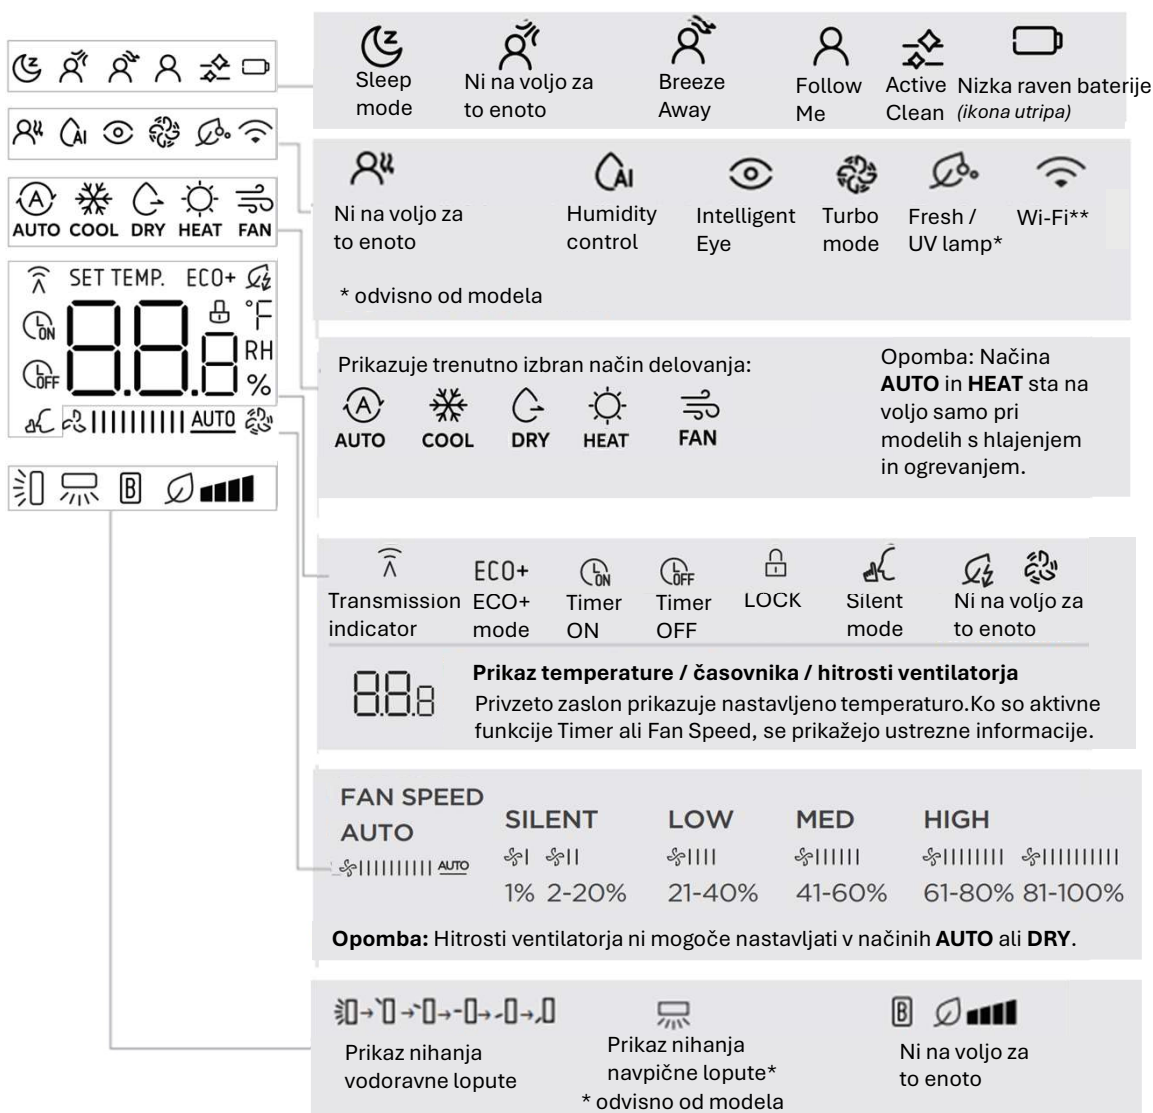 Sleep mode
Ni na voljo za to enoto
Breeze Away
Follow Me
Active Clean
Nizka raven baterije (ikona utripa)
AI
AUTO COOL DRY HEAT FAN
AI
Ni na voljo za to enoto
Humidity control
Intelligent Eye
Turbo mode
Fresh / UV lamp*
Wi-Fi**
* odvisno od modela
SET TEMP. ECO+
ON
°F
OFF
RH
%
AUTO
B
Prikazuje trenutno izbran način delovanja:
A
AUTO COOL DRY HEAT FAN
Opomba: Načina
AUTO in HEAT sta na
voljo samo pri
modelih s hlajenjem
in ogrevanjem.
ECO+
ON
OFF
Transmission indicator
ECO+ mode
Timer ON
Timer OFF
LOCK
Silent mode
Ni na voljo za to enoto
8.8.8
Prikaz temperature / časovnika / hitrosti ventilatorja
Privzeto zaslon prikazuje nastavljeno temperaturo.Ko so aktivne
funkcije Timer ali Fan Speed, se prikažejo ustrezne informacije.
FAN SPEED
AUTO
AUTO
SILENT LOW MED HIGH
1% 2-20% 21-40% 41-60% 61-80% 81-100%
Opomba: Hitrosti ventilatorja ni mogoče nastavljati v načinih AUTO ali DRY.
Prikaz nihanja
vodoravne lopute
Prikaz nihanja
navpične lopute*
* odvisno od modela
B
Ni na voljo za
to enoto